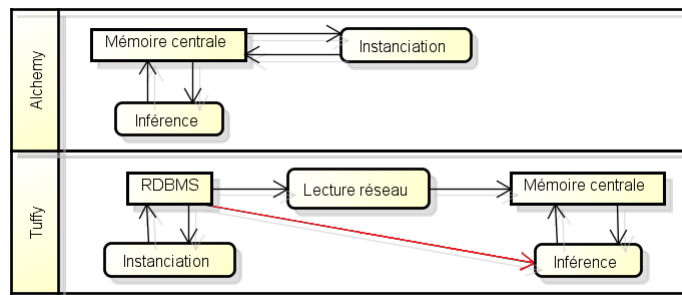 Alchemy
Mémoire centrale
Instanciation
Inférence
Tuffy
RDBMS
Lecture réseau
Mémoire centrale
Instanciation
Inférence